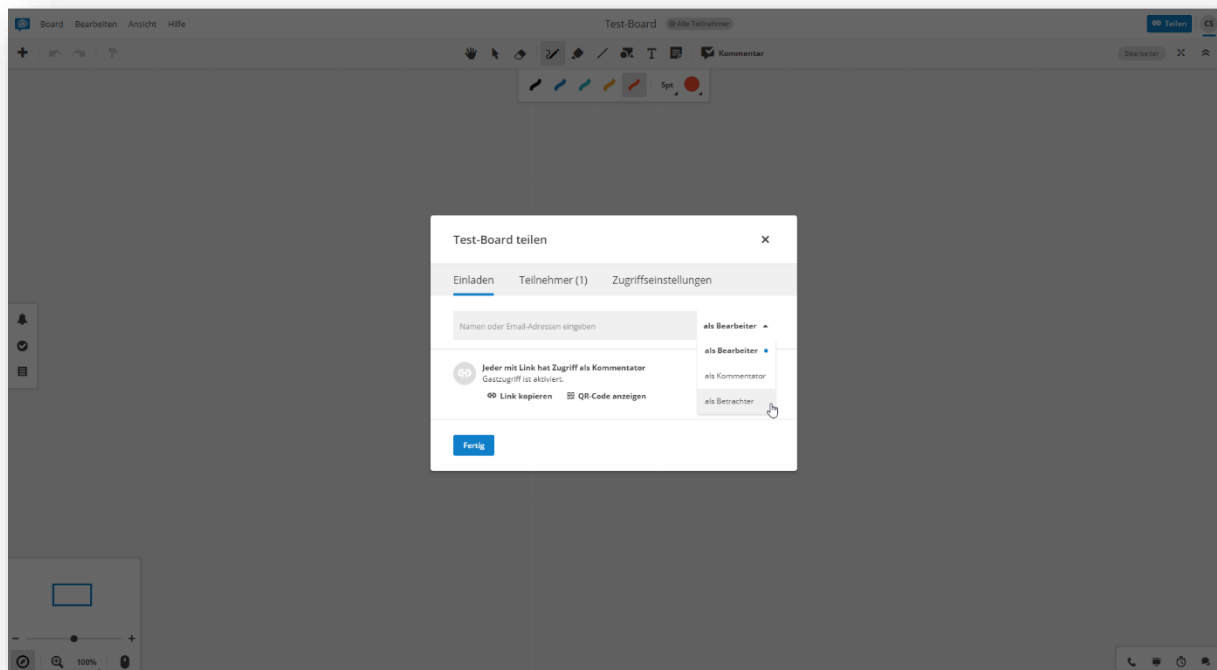 Board Bearbeiten Ansicht Hilfe
Test-Board Alle Teilnehmer
Teilen CS
T Kommentar
Bearbeiter
5pt
Test-Board teilen
Einladen Teilnehmer (1) Zugriffseinstellungen
Namen oder Email-Adressen eingeben
als Bearbeiter
als Bearbeiter
als Kommentator
als Betrachter
Jeder mit Link hat Zugriff als Kommentator
Gastzugriff ist aktiviert.
Link kopieren QR-Code anzeigen
Fertig
100%